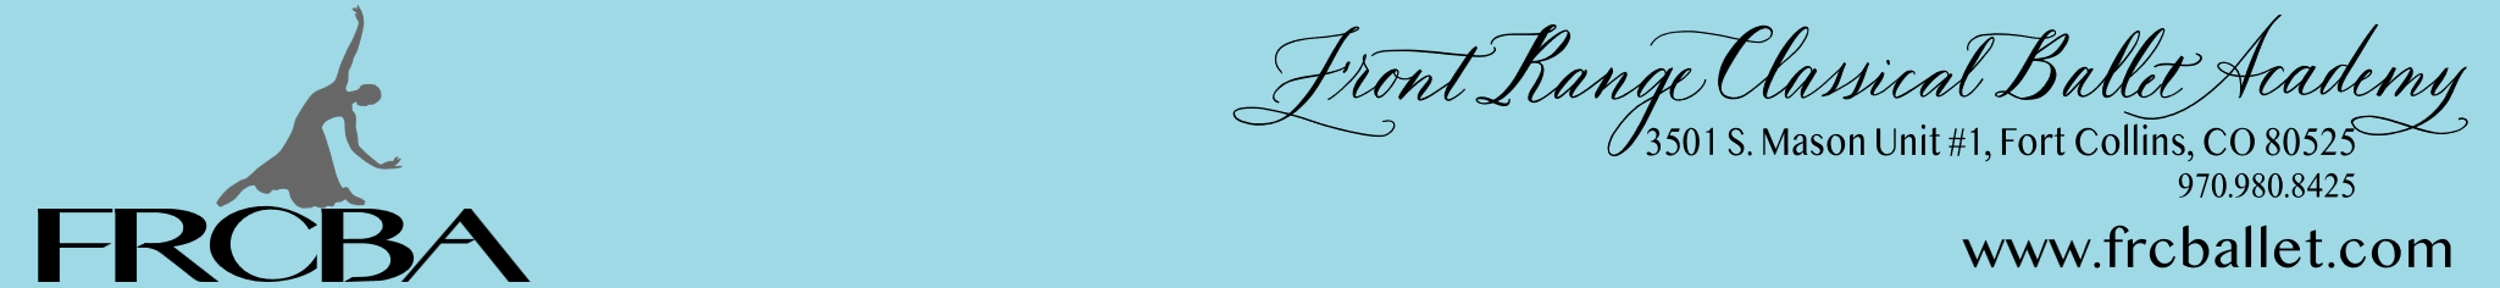 FRCBA
Front Range Classical Ballet Academy
3501 S. Mason Unit #1, Fort Collins, CO 80525
970.980.8425
www.frcballet.com